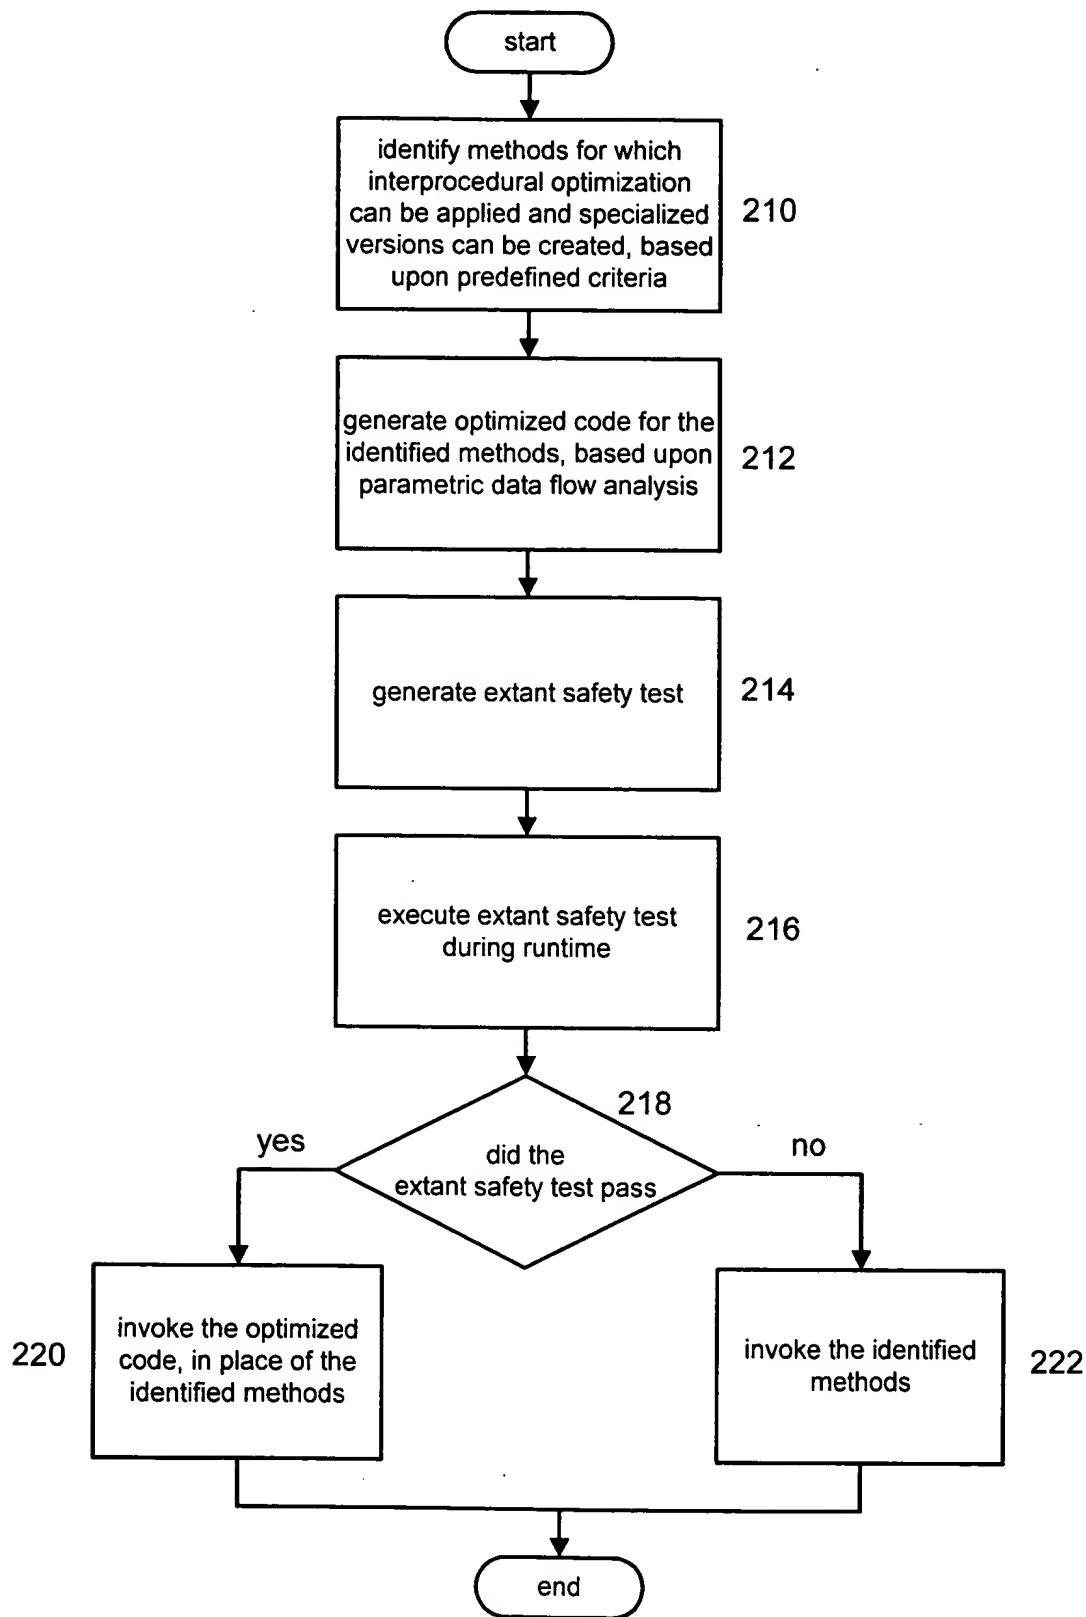 start
identify methods for which
interprocedural optimization
can be applied and specialized
versions can be created, based
upon predefined criteria
210
generate optimized code for the
identified methods, based upon
parametric data flow analysis
212
generate extant safety test
214
execute extant safety test
during runtime
216
218
yes
no
did the
extant safety test pass
220
invoke the optimized
code, in place of the
identified methods
invoke the identified
methods
222
end